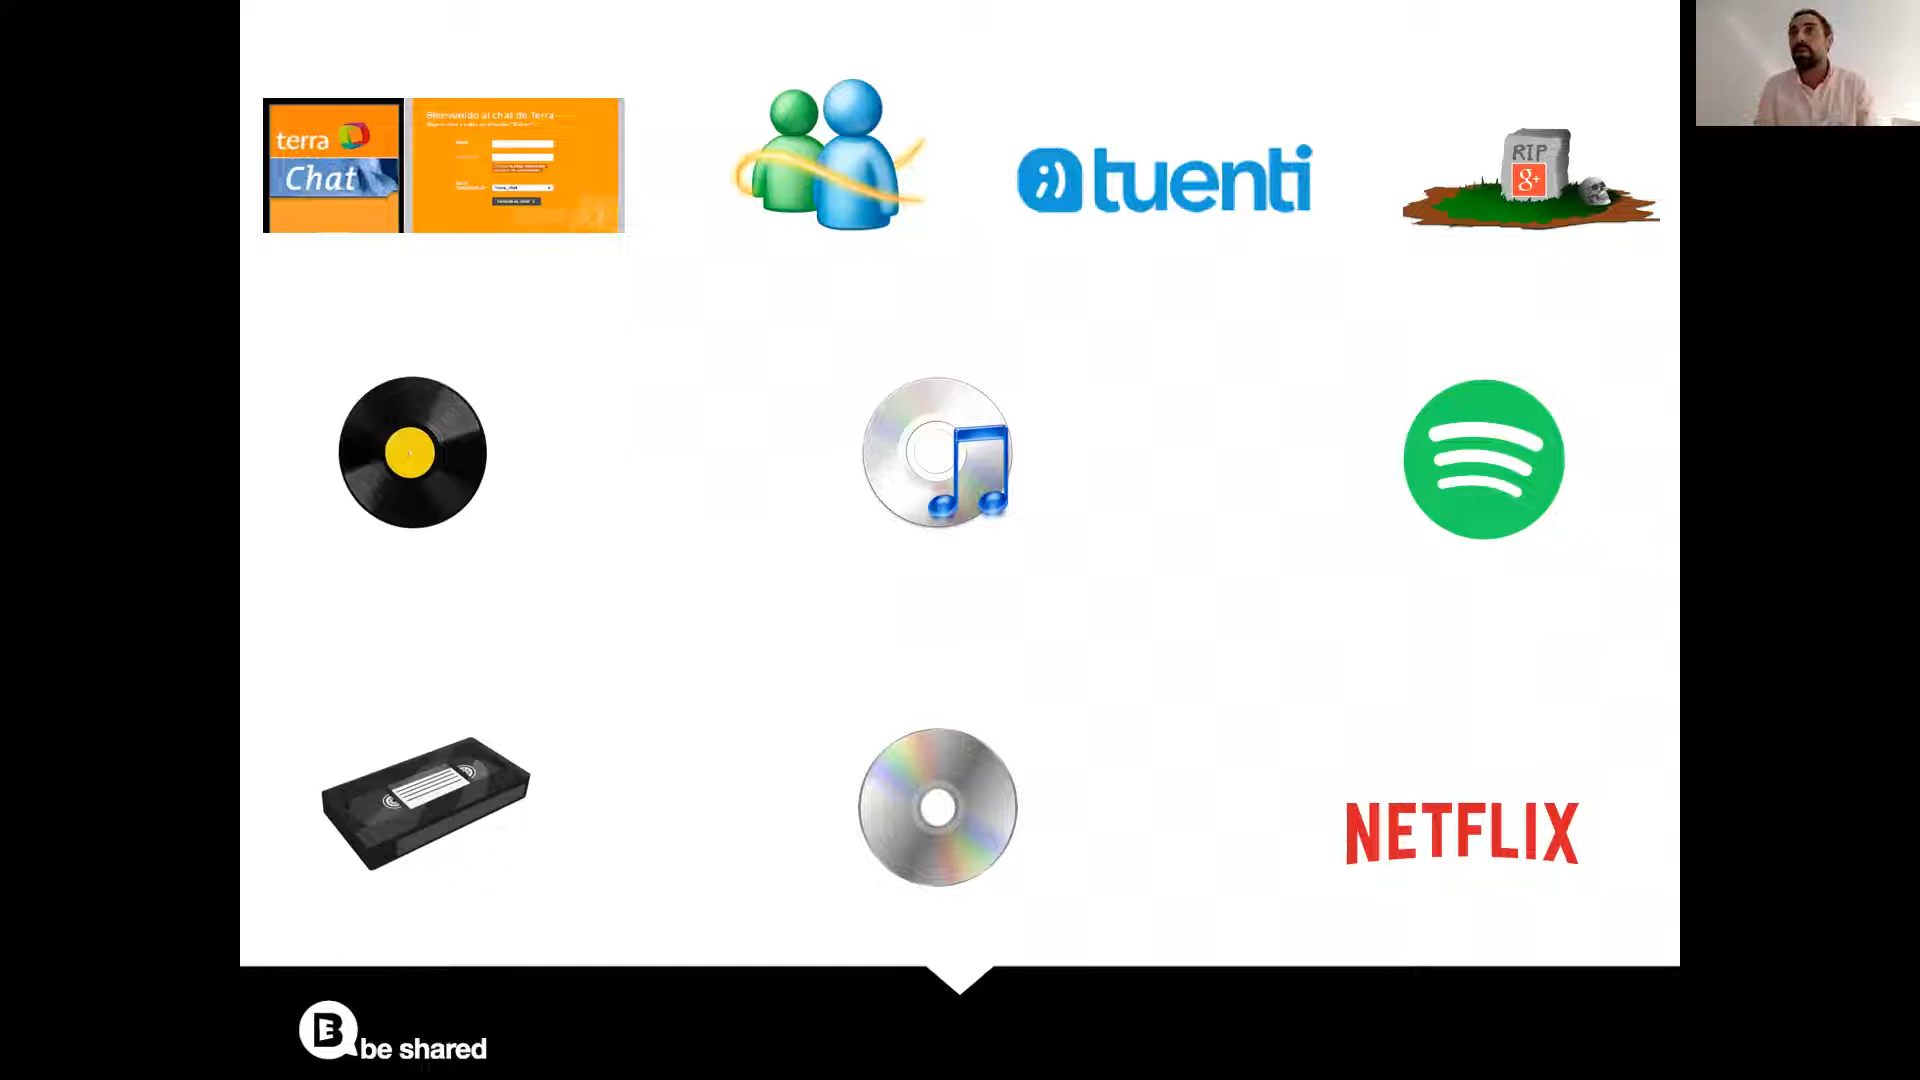 terra
Chat
Bienvenido al chat de Terra
tuenti
RIP
g+
NETFLIX
B
be shared